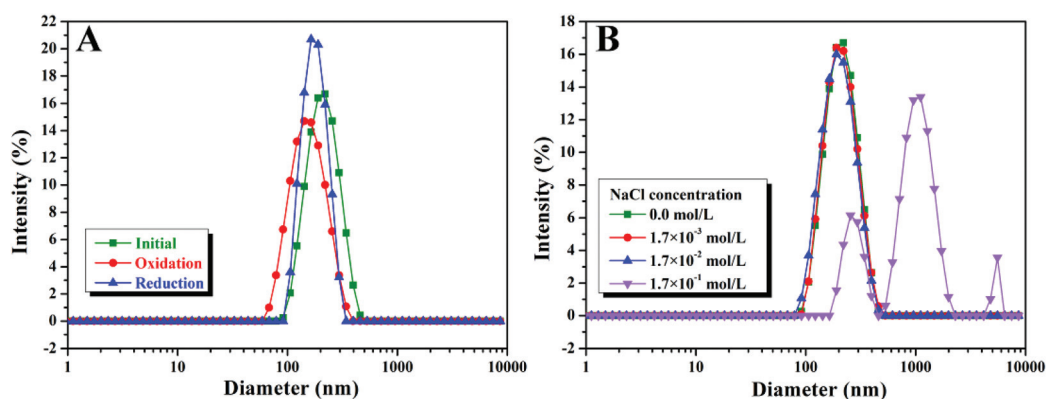 A
Intensity (%)
22
20
18
16
14
12
10
8
6
4
2
0
-2
Initial
Oxidation
Reduction
1
10
100
1000
10000
Diameter (nm)
B
Intensity (%)
18
16
14
12
10
8
6
4
2
0
-2
NaCl concentration
0.0 mol/L
1.7×10⁻³ mol/L
1.7×10⁻² mol/L
1.7×10⁻¹ mol/L
1
10
100
1000
10000
Diameter (nm)